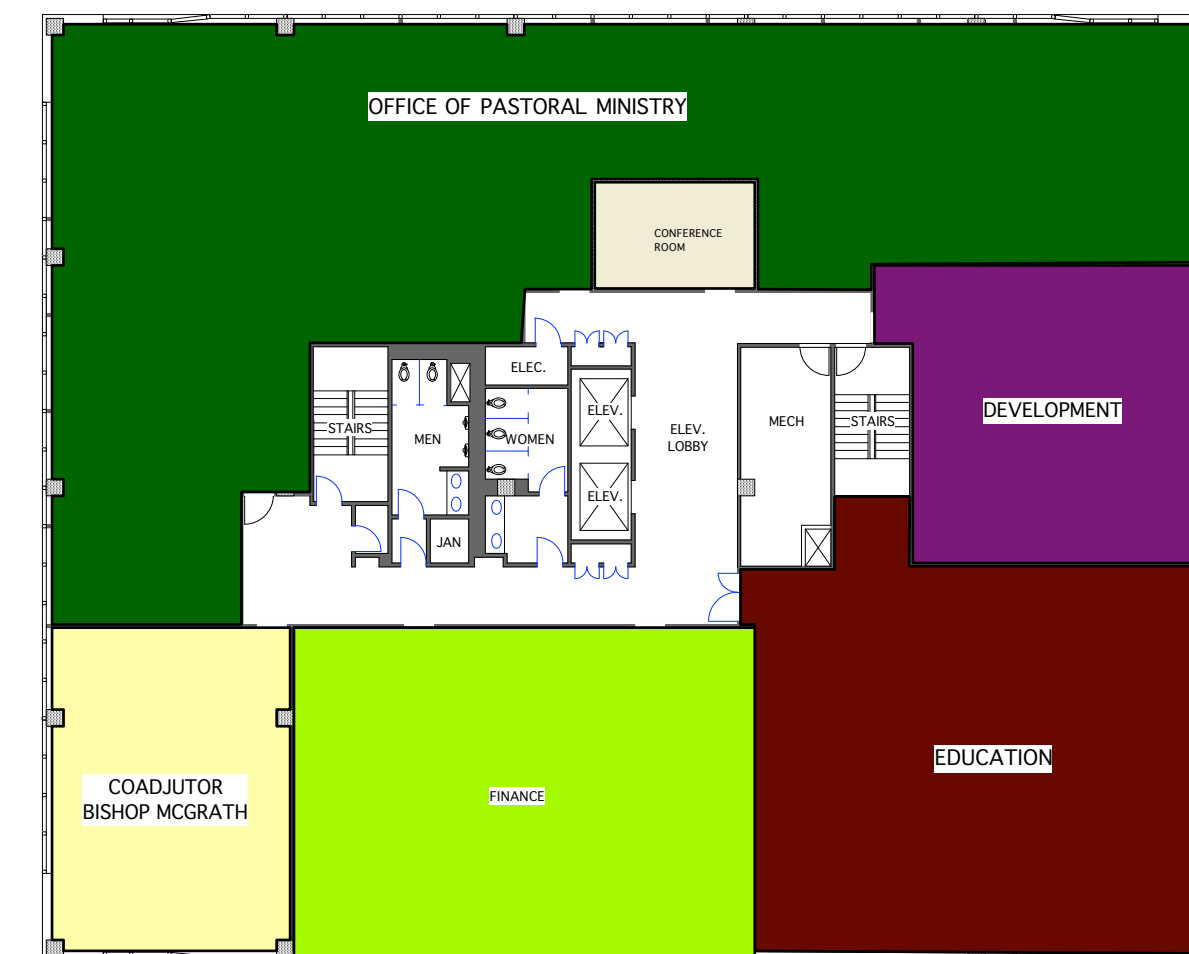 OFFICE OF PASTORAL MINISTRY
CONFERENCE
ROOM
ELEC.
ELEV.
DEVELOPMENT
STAIRS
MEN
WOMEN
ELEV.
LOBBY
MECH
STAIRS
ELEV.
JAN
EDUCATION
COADJUTOR
BISHOP MCGRATH
FINANCE